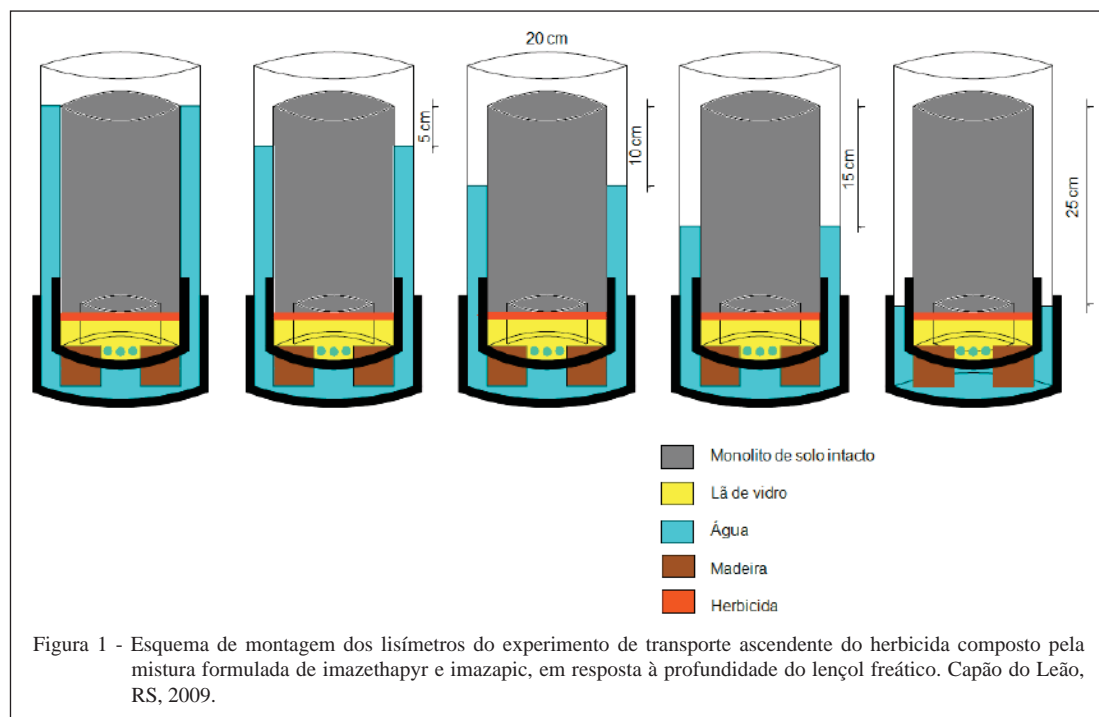 20 cm
5 cm
10 cm
15 cm
25 cm
Monolito de solo intacto
Lã de vidro
Água
Madeira
Herbicida
Figura 1 - Esquema de montagem dos lisímetros do experimento de transporte ascendente do herbicida composto pela
mistura formulada de imazethapyr e imazapic, em resposta à profundidade do lençol freático. Capão do Leão,
RS, 2009.